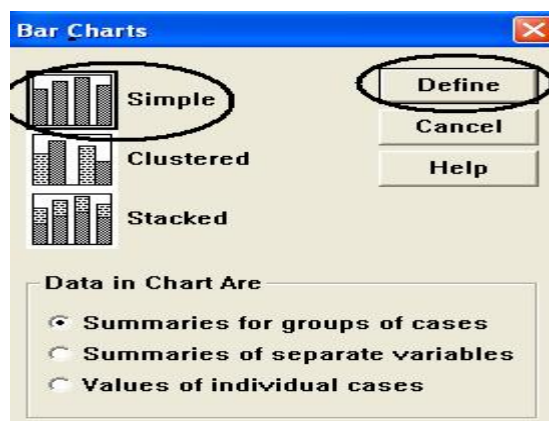 Bar Charts
Simple
Define
Cancel
Clustered
Help
Stacked
Data in Chart Are
Summaries for groups of cases
Summaries of separate variables
Values of individual cases